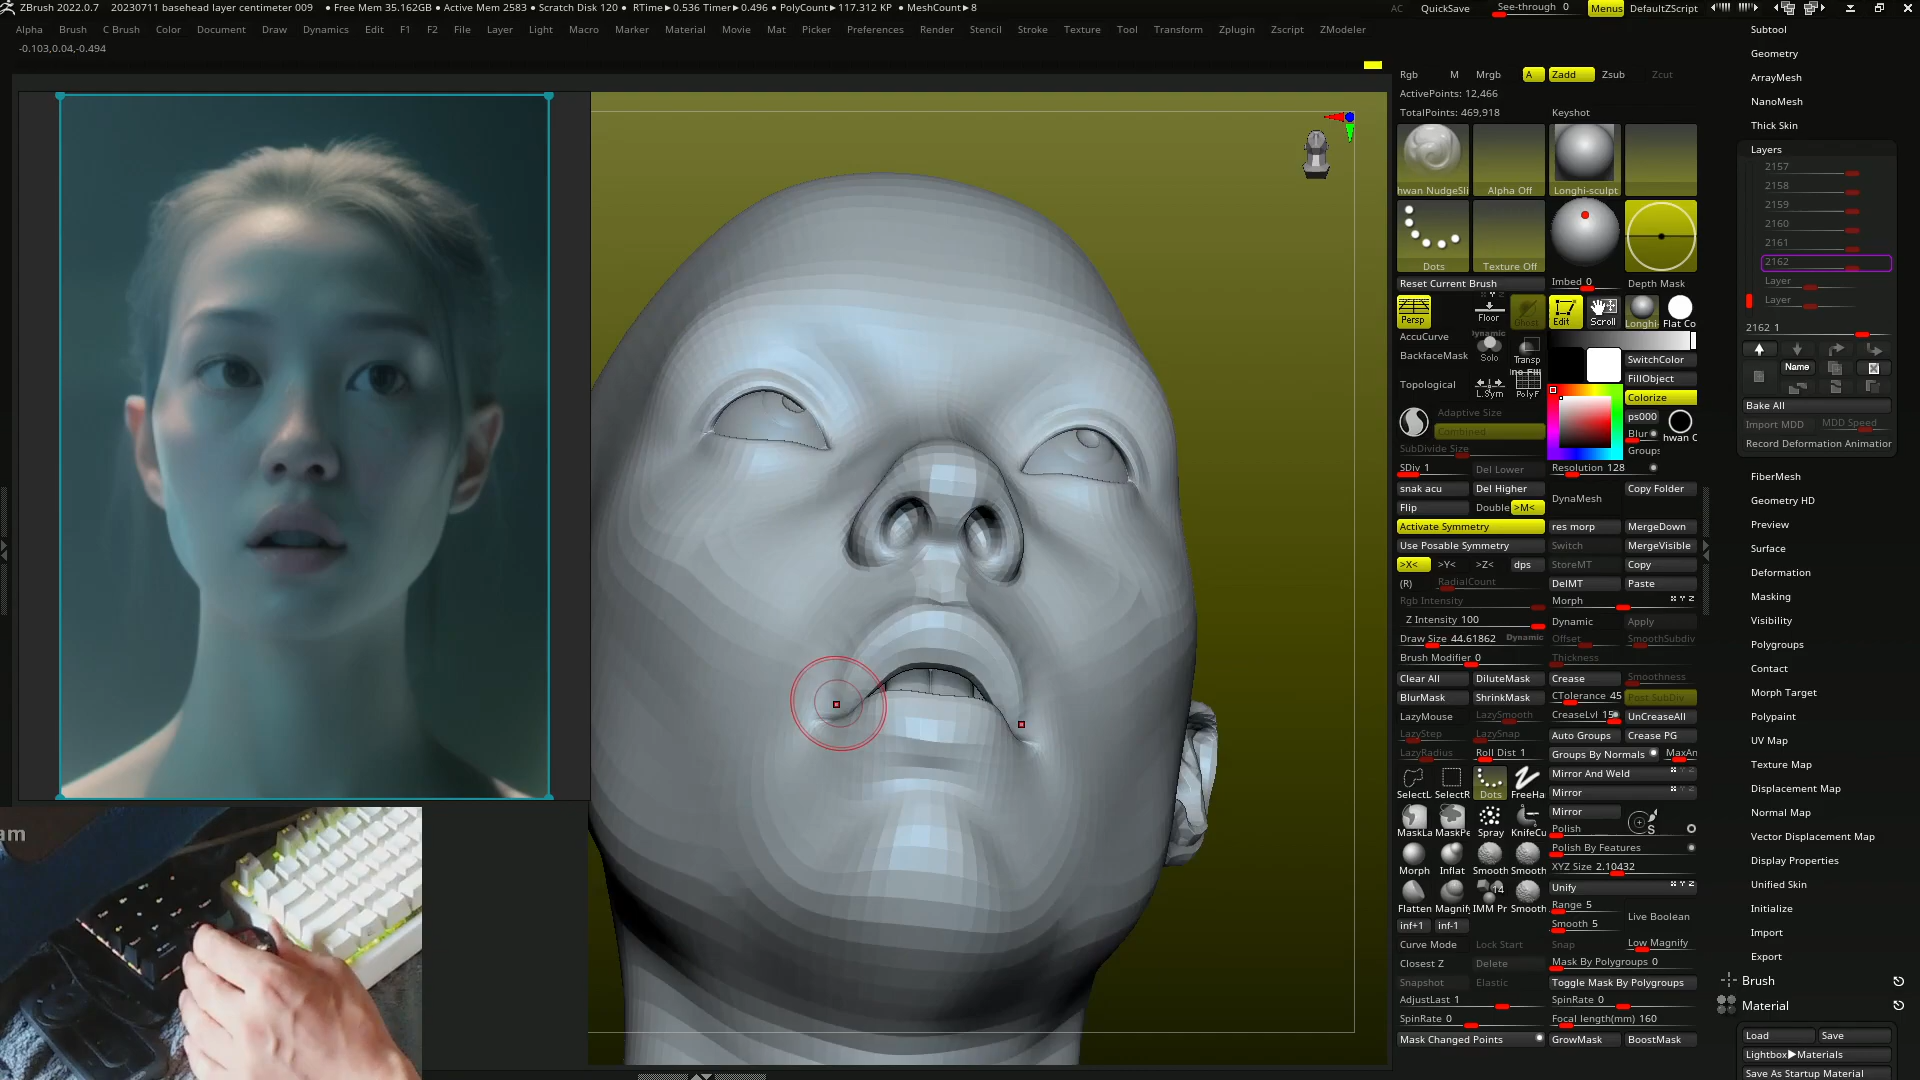 ZBrush 2022.0.7 20230711 basehead layer centimeter 009 • Free Mem 35.162GB • Active Mem 2583 • Scratch Disk 120 • RTime►0.536 Timer►0.496 • PolyCount►117.312 KP • MeshCount►8 AC QuickSave See-through 0 Menus DefaultZScript
Alpha Brush C Brush Color Document Draw Dynamics Edit F1 F2 File Layer Light Macro Marker Material Movie Mat Picker Preferences Render Stencil Stroke Texture Tool Transform Zplugin Zscript ZModeler
-0.103,0.04,-0.494
Rgb M Mrgb A Zadd Zsub Zcut
ActivePoints: 12,466
TotalPoints: 469,918 Keyshot
hwan NudgeSli Alpha Off Longhi-sculpt
Dots Texture Off
Reset Current Brush Imbed 0 Depth Mask
Persp Floor Ghost Edit Scroll Longhi- Flat Co
AccuCurve Dynamic
BackfaceMask Solo Transp SwitchColor
Topological L.Sym PolyF FillObject
Adaptive Size Colorize
Combined ps000
SubDivide Size Blur hwan C
Groups
SDiv 1 Del Lower Resolution 128
snak acu Del Higher DynaMesh Copy Folder
Flip Double >M<
Activate Symmetry res morp MergeDown
Use Posable Symmetry Switch MergeVisible
>X< >Y< >Z< dps StoreMT Copy
(R) RadialCount DelMT Paste
Rgb Intensity Morph
Z Intensity 100 Dynamic Apply
Draw Size 44.61862 Dynamic Offset SmoothSubdiv
Brush Modifier 0 Thickness
Clear All DiluteMask Crease Smoothness
BlurMask ShrinkMask CTolerance 45 Post SubDiv
LazyMouse LazySmooth CreaseLvl 15 UnCreaseAll
LazyStep LazySnap Auto Groups Crease PG
LazyRadius Roll Dist 1 Groups By Normals MaxAn
SelectL SelectR Dots FreeHa Mirror And Weld
Mirror
MaskLa MaskPe Spray KnifeCu Mirror
Polish S
Polish By Features
Morph Inflat Smooth Smooth XYZ Size 2.10432
14 Unify
Flatten Magnify IMM Pr Smooth Range 5
inf+1 inf-1 Smooth 5 Live Boolean
Curve Mode Lock Start Snap Low Magnify
Closest Z Delete Mask By Polygroups 0
Snapshot Elastic Toggle Mask By Polygroups
AdjustLast 1 SpinRate 0
SpinRate 0 Focal length(mm) 160
Mask Changed Points GrowMask BoostMask
Subtool
Geometry
ArrayMesh
NanoMesh
Thick Skin
Layers
2157
2158
2159
2160
2161
2162
Layer
Layer
2162 1
Name
Bake All
Import MDD MDD Speed
Record Deformation Animation
FiberMesh
Geometry HD
Preview
Surface
Deformation
Masking
Visibility
Polygroups
Contact
Morph Target
Polypaint
UV Map
Texture Map
Displacement Map
Normal Map
Vector Displacement Map
Display Properties
Unified Skin
Initialize
Import
Export
Brush
Material
Load Save
Lightbox►Materials
Save As Startup Material
am